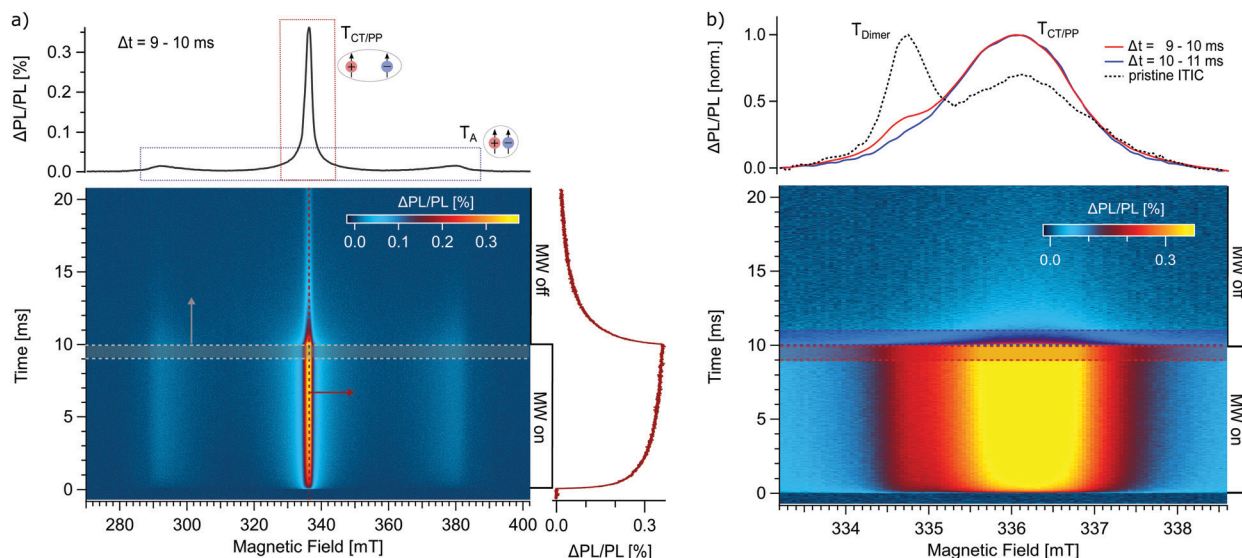 a)
Δt = 9 - 10 ms
T_CT/PP
+ −
T_A
+ −
ΔPL/PL [%]
0.3
0.2
0.1
0.0
ΔPL/PL [%]
0.0 0.1 0.2 0.3
Time [ms]
20
15
10
5
0
MW off
MW on
280 300 320 340 360 380 400
Magnetic Field [mT]
0.0 0.3
ΔPL/PL [%]
b)
T_Dimer
T_CT/PP
Δt = 9 - 10 ms
Δt = 10 - 11 ms
pristine ITIC
ΔPL/PL [norm.]
1.0
0.5
0.0
ΔPL/PL [%]
0.0 0.3
Time [ms]
20
15
10
5
0
MW off
MW on
334 335 336 337 338
Magnetic Field [mT]